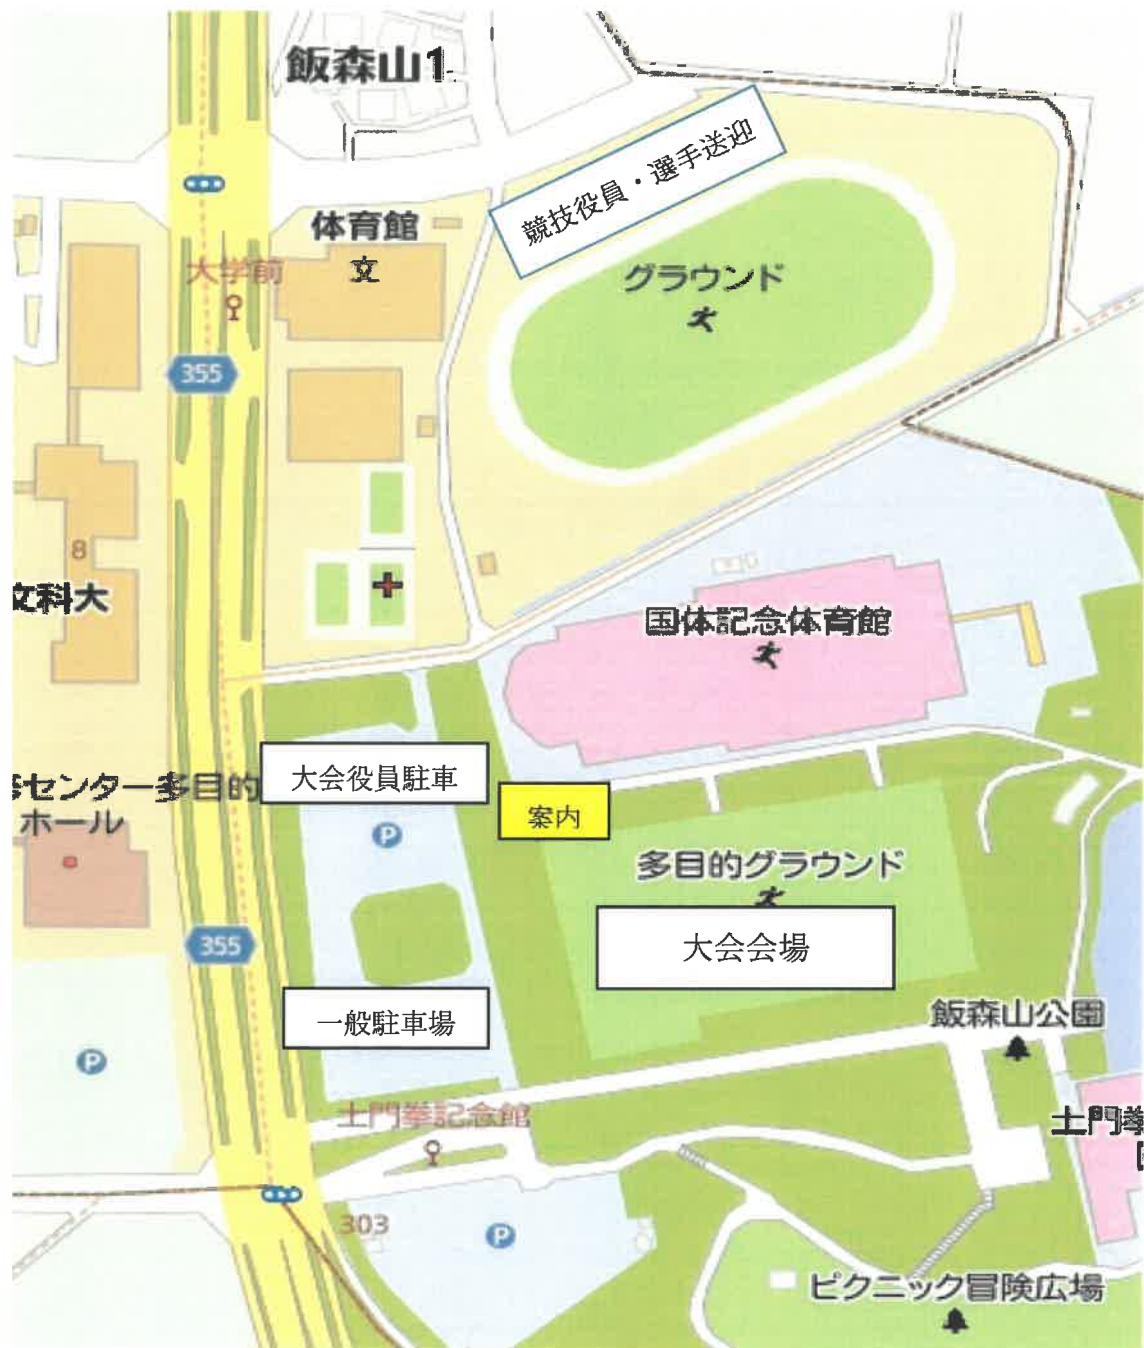 飯森山1
競技役員・選手送迎
体育館
文
大学前
グラウンド
355
8
文科大
国体記念体育館
大会役員駐車
センター多目的
ホール
案内
P
多目的グラウンド
大会会場
355
一般駐車場
飯森山公園
P
土門拳記念館
土門拳
303
P
ピクニック冒険広場